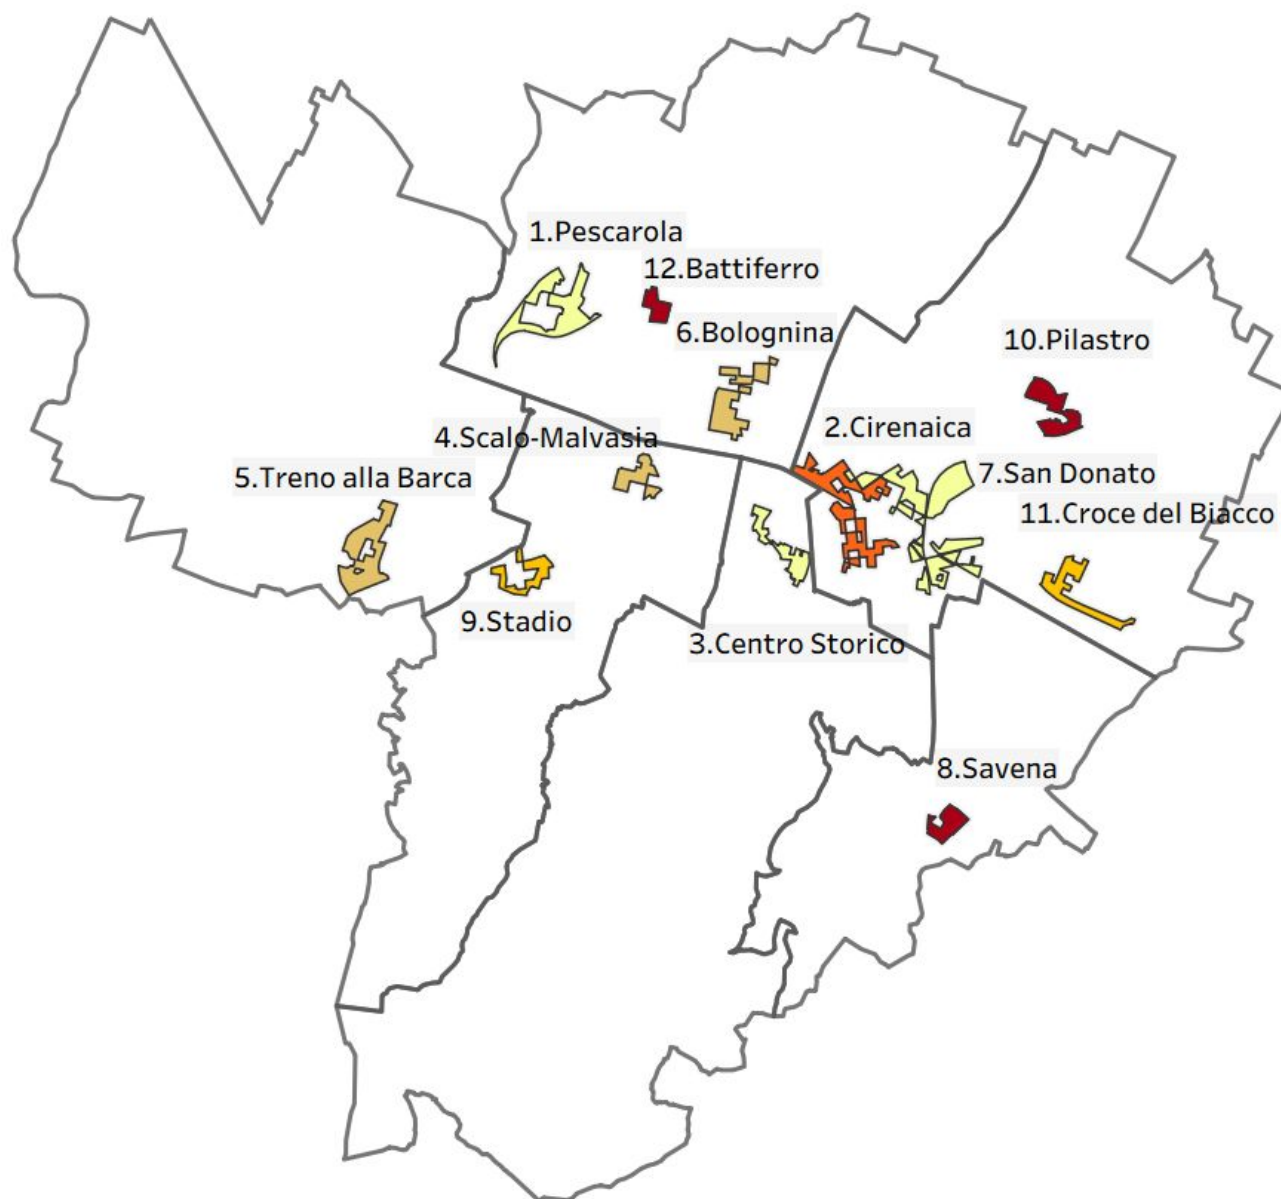 1.Pescarola
12.Battiferro
6.Bolognina
10.Pilastro
2.Cirenaica
4.Scalo-Malvasia
5.Treno alla Barca
7.San Donato
11.Croce del Biacco
9.Stadio
3.Centro Storico
8.Savena